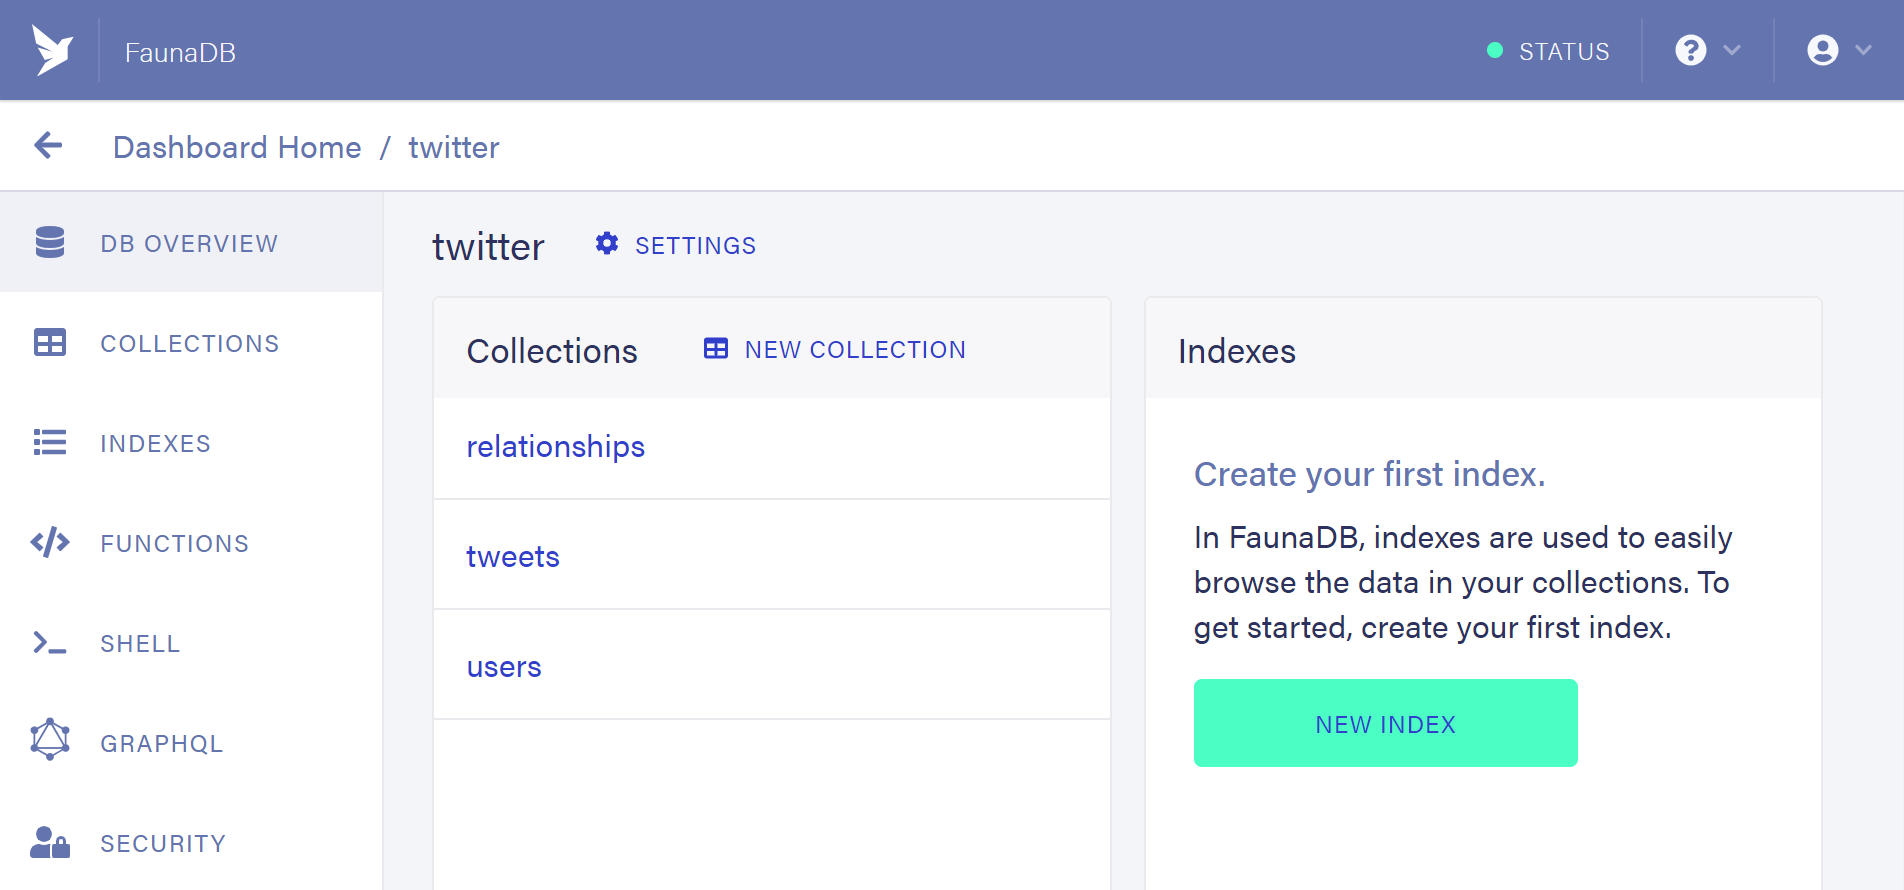 FaunaDB
STATUS
Dashboard Home / twitter
DB OVERVIEW
COLLECTIONS
INDEXES
FUNCTIONS
SHELL
GRAPHQL
SECURITY
twitter
SETTINGS
Collections
NEW COLLECTION
relationships
tweets
users
Indexes
Create your first index.
In FaunaDB, indexes are used to easily
browse the data in your collections. To
get started, create your first index.
NEW INDEX